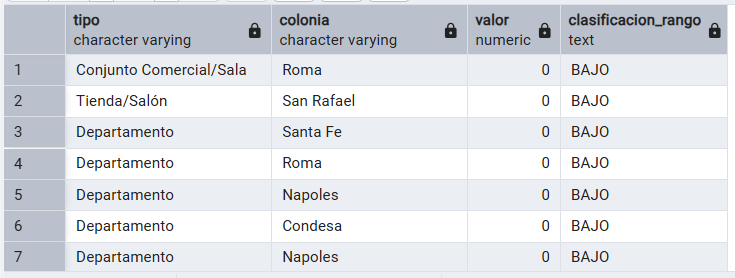 tipo colonia valor clasificacion_rango
character varying character varying numeric text
1 Conjunto Comercial/Sala Roma 0 BAJO
2 Tienda/Salón San Rafael 0 BAJO
3 Departamento Santa Fe 0 BAJO
4 Departamento Roma 0 BAJO
5 Departamento Napoles 0 BAJO
6 Departamento Condesa 0 BAJO
7 Departamento Napoles 0 BAJO